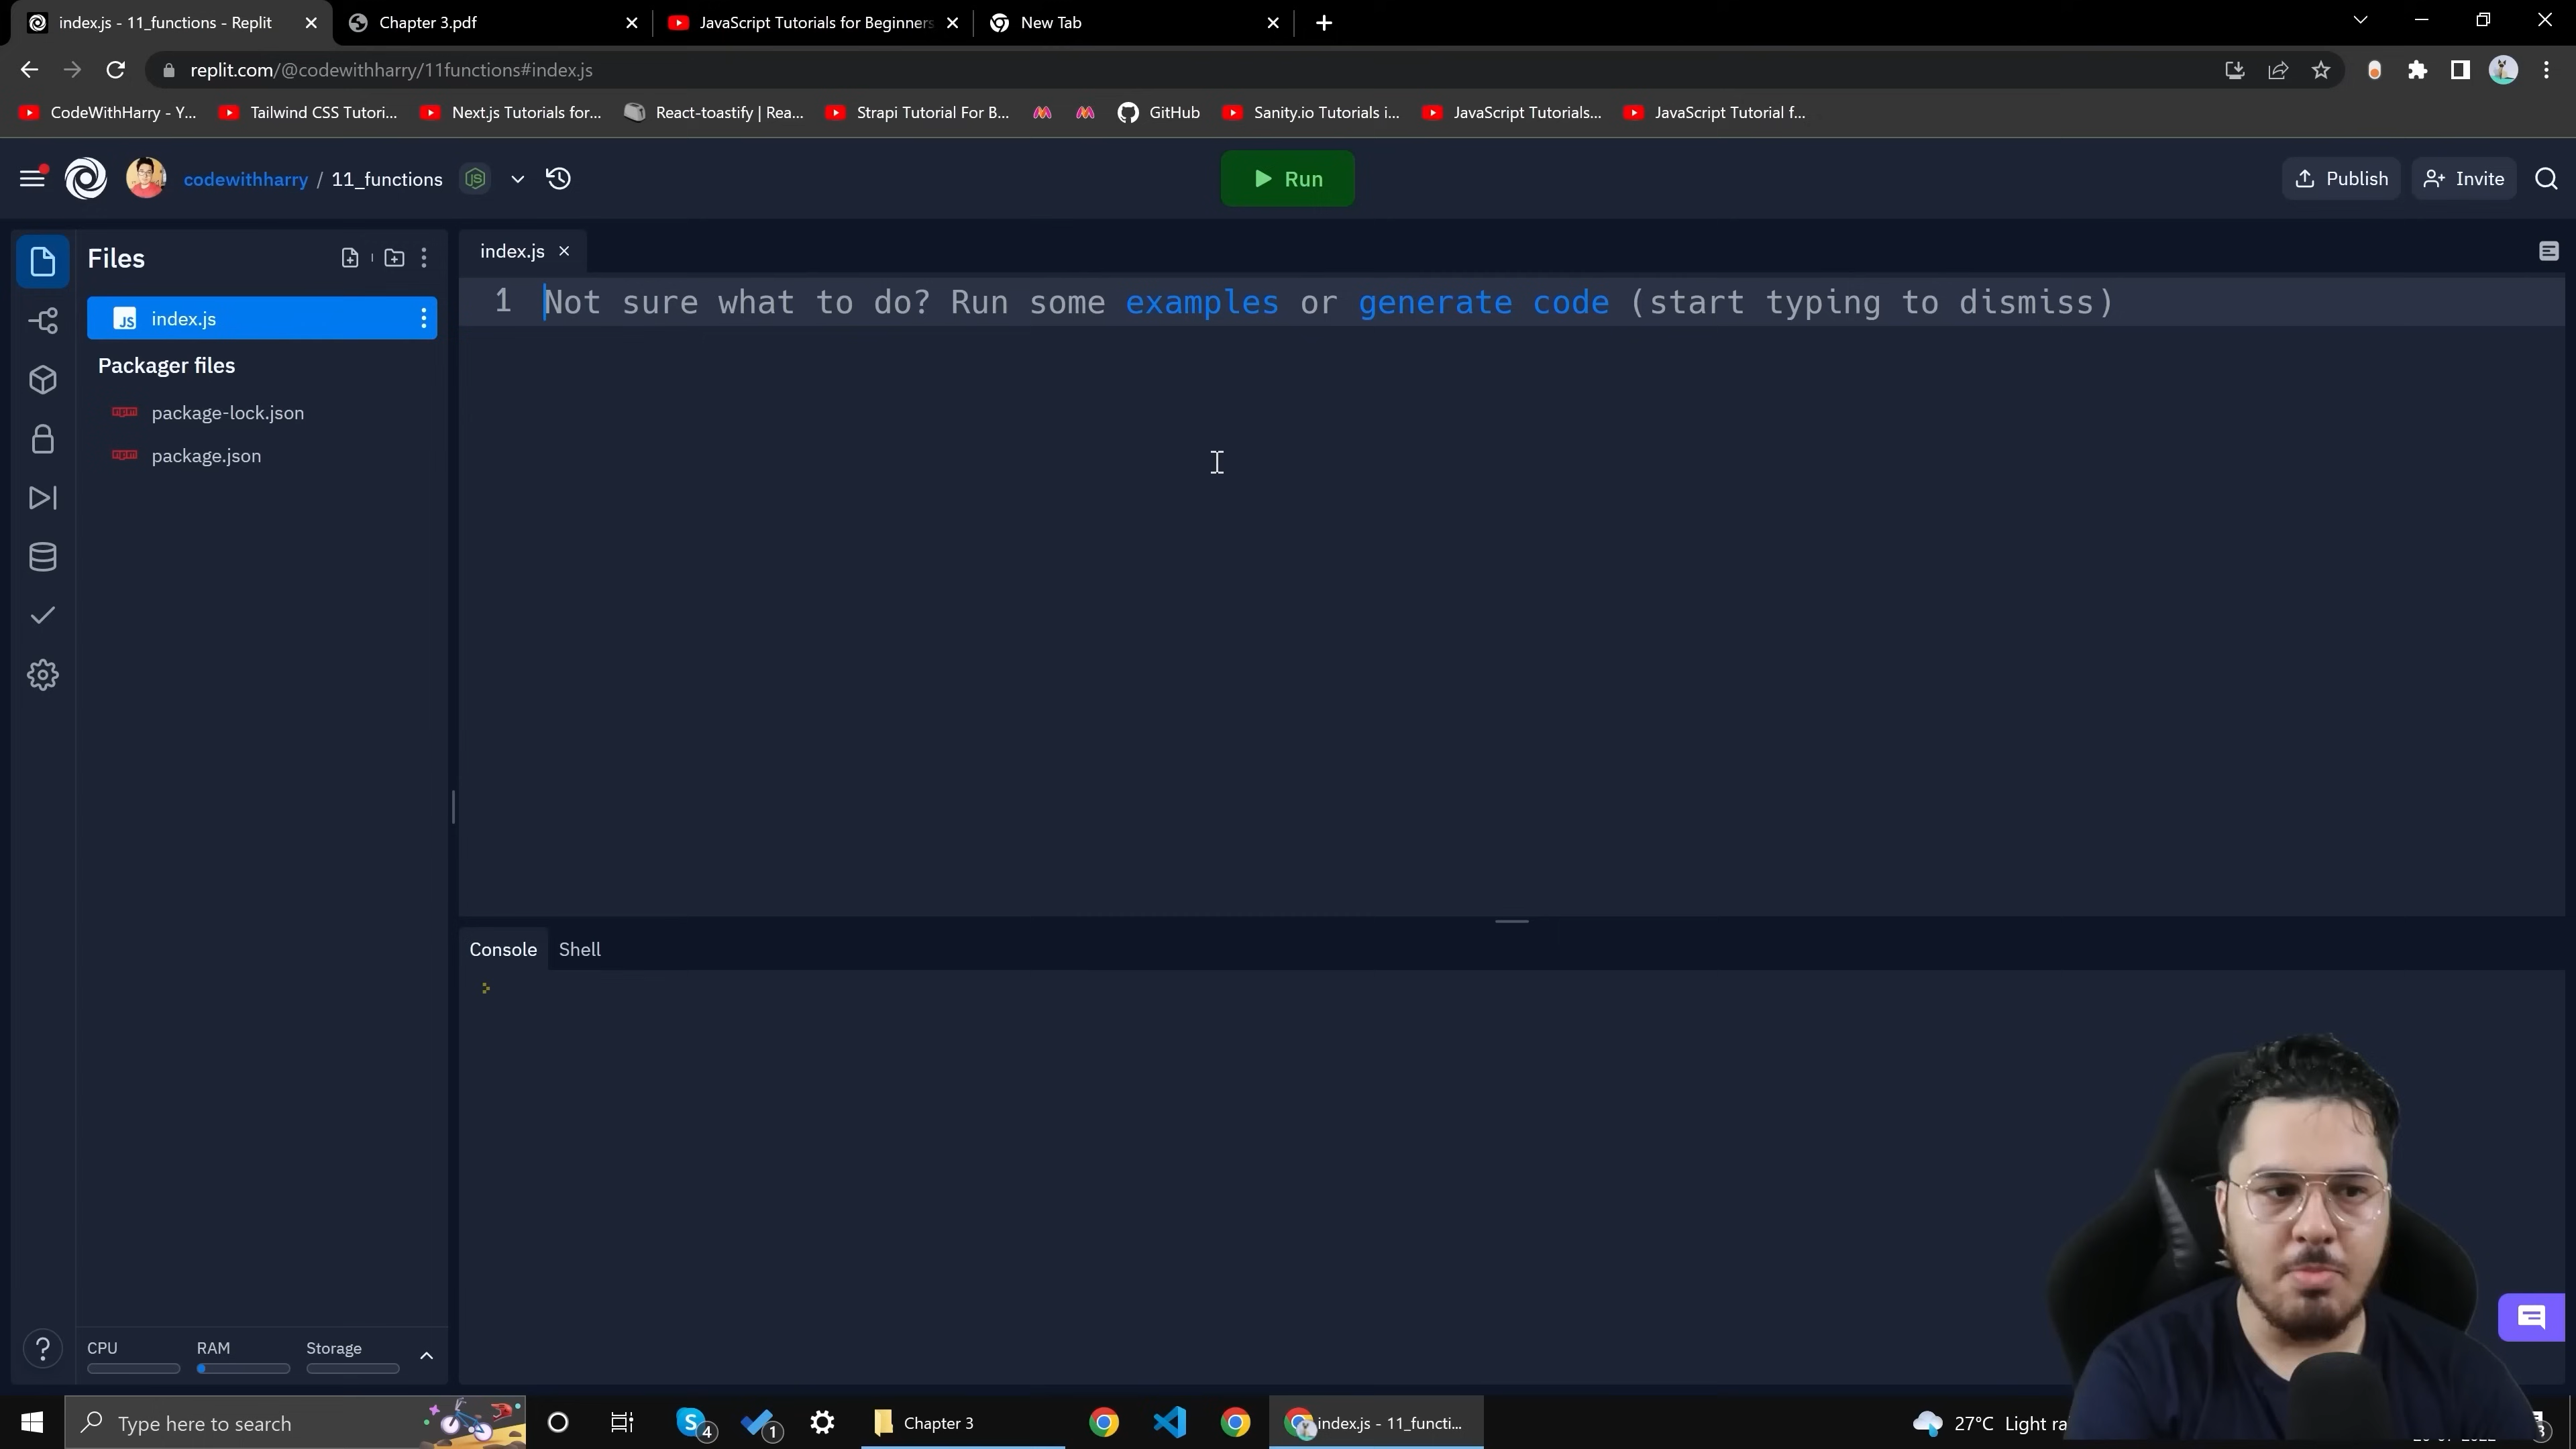 index.js - 11_functions - Replit
Chapter 3.pdf
JavaScript Tutorials for Beginners
New Tab
replit.com/@codewithharry/11functions#index.js
CodeWithHarry - Y...
Tailwind CSS Tutori...
Next.js Tutorials for...
React-toastify | Rea...
Strapi Tutorial For B...
GitHub
Sanity.io Tutorials i...
JavaScript Tutorials...
JavaScript Tutorial f...
codewithharry / 11_functions
Run
Publish
Invite
Files
index.js
Packager files
package-lock.json
package.json
index.js
1 Not sure what to do? Run some examples or generate code (start typing to dismiss)
Console Shell
CPU RAM Storage
Type here to search
4
1
Chapter 3
index.js - 11_functi...
27°C Light ra